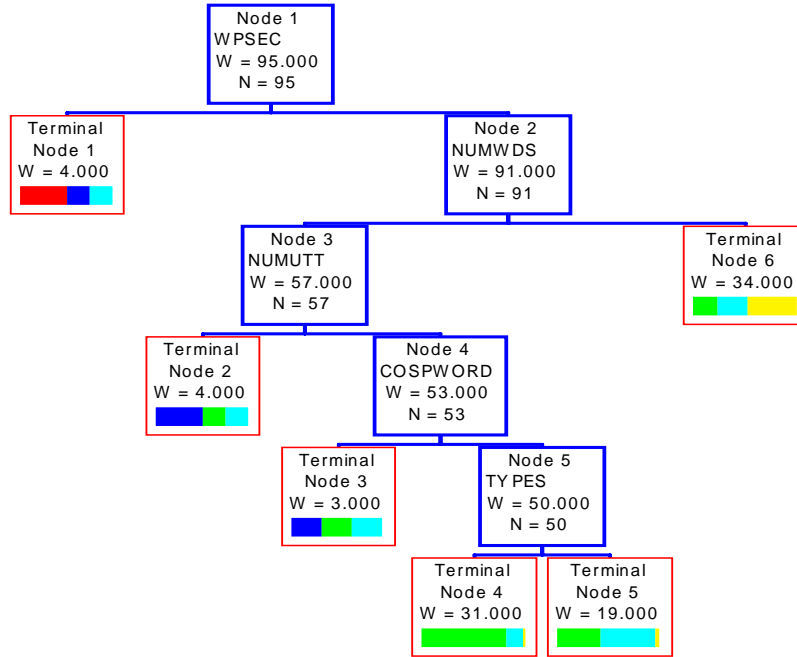 Node 1
WPSEC
W = 95.000
N = 95
Terminal
Node 1
W = 4.000
Node 2
NUMWDS
W = 91.000
N = 91
Node 3
NUMUTT
W = 57.000
N = 57
Terminal
Node 6
W = 34.000
Terminal
Node 2
W = 4.000
Node 4
COSPWORD
W = 53.000
N = 53
Terminal
Node 3
W = 3.000
Node 5
TYPES
W = 50.000
N = 50
Terminal
Node 4
W = 31.000
Terminal
Node 5
W = 19.000